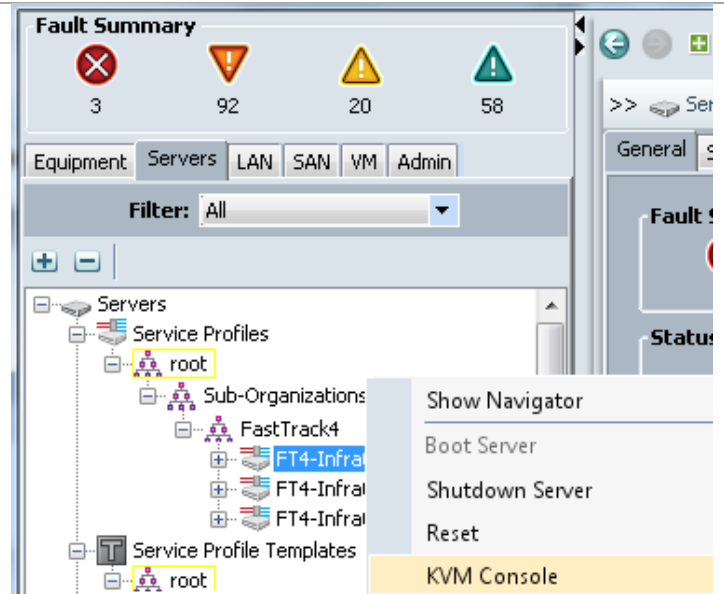 Fault Summary
3 92 20 58
>> Ser
Equipment Servers LAN SAN VM Admin
General S
Filter: All
Fault S
Servers
Service Profiles
Status
root
Sub-Organizations
FastTrack4
FT4-Infra
FT4-Infra
FT4-Infra
Service Profile Templates
root
Show Navigator
Boot Server
Shutdown Server
Reset
KVM Console